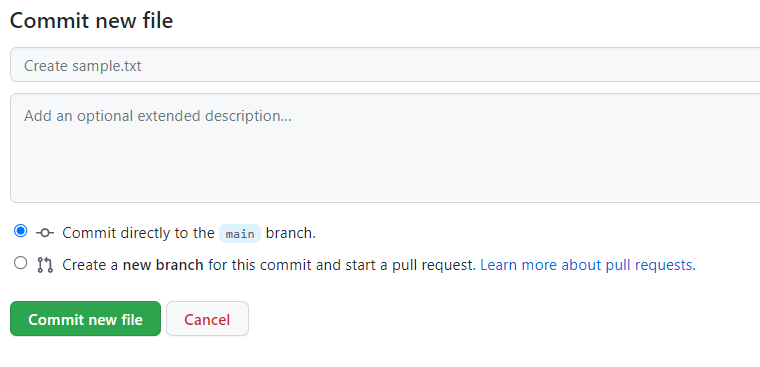 Commit new file
Create sample.txt
Add an optional extended description...
Commit directly to the main branch.
Create a new branch for this commit and start a pull request. Learn more about pull requests.
Commit new file Cancel